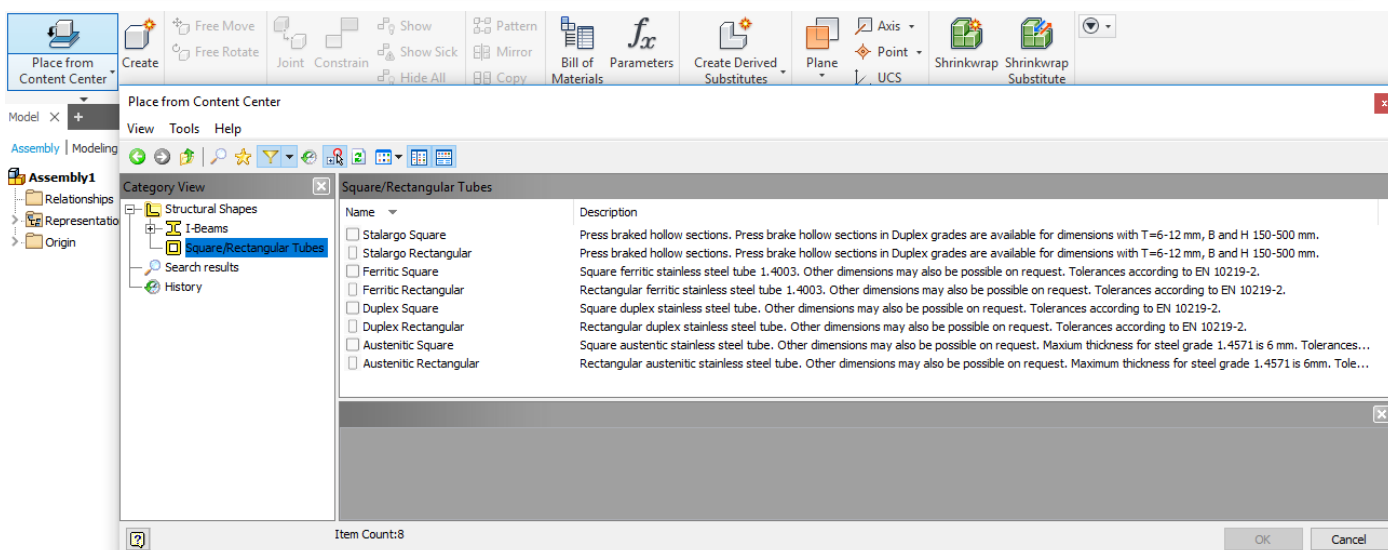 Place from
Content Center
Create
Free Move
Free Rotate
Joint
Constrain
Show
Show Sick
Hide All
Pattern
Mirror
Copy
Bill of
Materials
fx
Parameters
Create Derived
Substitutes
Plane
Axis
Point
UCS
Shrinkwrap
Shrinkwrap
Substitute
Model
Assembly | Modeling
Assembly1
Relationships
Representatio
Origin
Place from Content Center
View Tools Help
Category View
Structural Shapes
I-Beams
Square/Rectangular Tubes
Search results
History
Square/Rectangular Tubes
Name Description
Stalargo Square Press braked hollow sections. Press brake hollow sections in Duplex grades are available for dimensions with T=6-12 mm, B and H 150-500 mm.
Stalargo Rectangular Press braked hollow sections. Press brake hollow sections in Duplex grades are available for dimensions with T=6-12 mm, B and H 150-500 mm.
Ferritic Square Square ferritic stainless steel tube 1.4003. Other dimensions may also be possible on request. Tolerances according to EN 10219-2.
Ferritic Rectangular Rectangular ferritic stainless steel tube 1.4003. Other dimensions may also be possible on request. Tolerances according to EN 10219-2.
Duplex Square Square duplex stainless steel tube. Other dimensions may also be possible on request. Tolerances according to EN 10219-2.
Duplex Rectangular Rectangular duplex stainless steel tube. Other dimensions may also be possible on request. Tolerances according to EN 10219-2.
Austenitic Square Square austentic stainless steel tube. Other dimensions may also be possible on request. Maxium thickness for steel grade 1.4571 is 6 mm. Tolerances...
Austenitic Rectangular Rectangular austenitic stainless steel tube. Other dimensions may also be possible on request. Maximum thickness for steel grade 1.4571 is 6mm. Tole...
Item Count:8
OK
Cancel